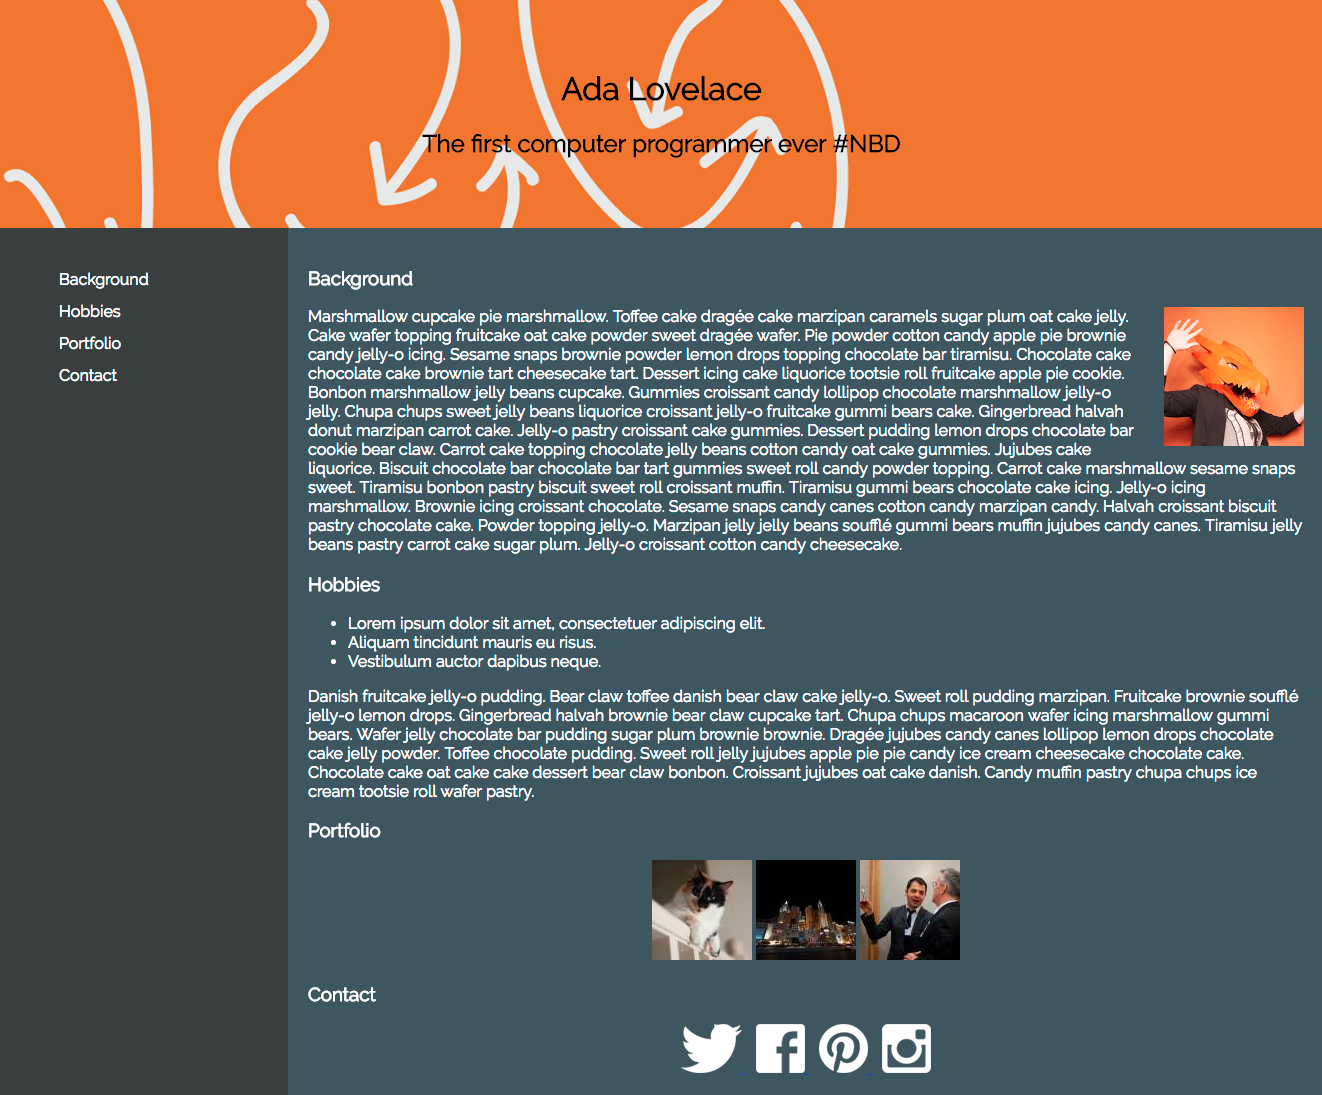 Ada Lovelace
The first computer programmer ever #NBD
Background
Hobbies
Portfolio
Contact
Background
Marshmallow cupcake pie marshmallow. Toffee cake dragée cake marzipan caramels sugar plum oat cake jelly.
Cake wafer topping fruitcake oat cake powder sweet dragée wafer. Pie powder cotton candy apple pie brownie
candy jelly-o icing. Sesame snaps brownie powder lemon drops topping chocolate bar tiramisu. Chocolate cake
chocolate cake brownie tart cheesecake tart. Dessert icing cake liquorice tootsie roll fruitcake apple pie cookie.
Bonbon marshmallow jelly beans cupcake. Gummies croissant candy lollipop chocolate marshmallow jelly-o
jelly. Chupa chups sweet jelly beans liquorice croissant jelly-o fruitcake gummi bears cake. Gingerbread halvah
donut marzipan carrot cake. Jelly-o pastry croissant cake gummies. Dessert pudding lemon drops chocolate bar
cookie bear claw. Carrot cake topping chocolate jelly beans cotton candy oat cake gummies. Jujubes cake
liquorice. Biscuit chocolate bar chocolate bar tart gummies sweet roll candy powder topping. Carrot cake marshmallow sesame snaps
sweet. Tiramisu bonbon pastry biscuit sweet roll croissant muffin. Tiramisu gummi bears chocolate cake icing. Jelly-o icing
marshmallow. Brownie icing croissant chocolate. Sesame snaps candy canes cotton candy marzipan candy. Halvah croissant biscuit
pastry chocolate cake. Powder topping jelly-o. Marzipan jelly jelly beans soufflé gummi bears muffin jujubes candy canes. Tiramisu jelly
beans pastry carrot cake sugar plum. Jelly-o croissant cotton candy cheesecake.
Hobbies
• Lorem ipsum dolor sit amet, consectetuer adipiscing elit.
• Aliquam tincidunt mauris eu risus.
• Vestibulum auctor dapibus neque.
Danish fruitcake jelly-o pudding. Bear claw toffee danish bear claw cake jelly-o. Sweet roll pudding marzipan. Fruitcake brownie soufflé
jelly-o lemon drops. Gingerbread halvah brownie bear claw cupcake tart. Chupa chups macaroon wafer icing marshmallow gummi
bears. Wafer jelly chocolate bar pudding sugar plum brownie brownie. Dragée jujubes candy canes lollipop lemon drops chocolate
cake jelly powder. Toffee chocolate pudding. Sweet roll jelly jujubes apple pie pie candy ice cream cheesecake chocolate cake.
Chocolate cake oat cake cake dessert bear claw bonbon. Croissant jujubes oat cake danish. Candy muffin pastry chupa chups ice
cream tootsie roll wafer pastry.
Portfolio
Contact